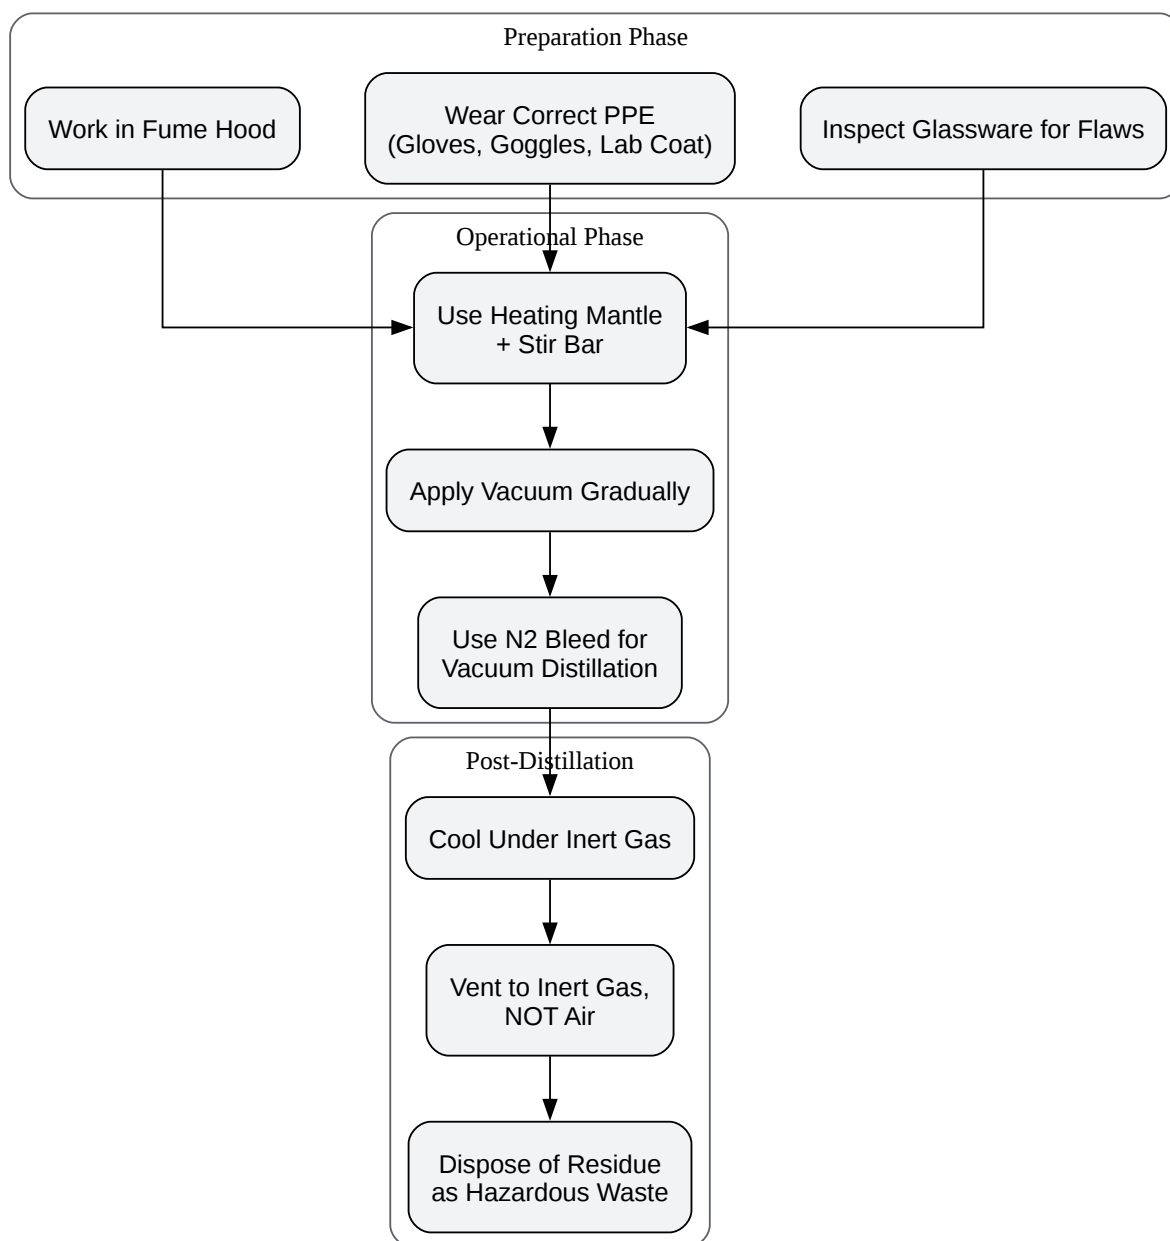 Preparation Phase
Work in Fume Hood
Wear Correct PPE
(Gloves, Goggles, Lab Coat)
Inspect Glassware for Flaws
Operational Phase
Use Heating Mantle
+ Stir Bar
Apply Vacuum Gradually
Use N2 Bleed for
Vacuum Distillation
Post-Distillation
Cool Under Inert Gas
Vent to Inert Gas,
NOT Air
Dispose of Residue
as Hazardous Waste